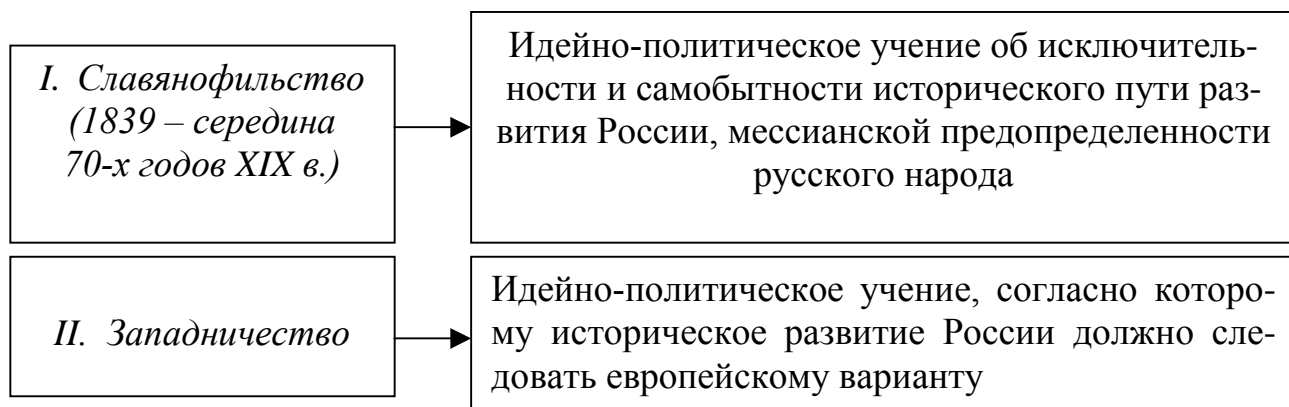 I. Славянофильство
(1839 – середина
70-х годов XIX в.)
Идейно-политическое учение об исключитель-
ности и самобытности исторического пути раз-
вития России, мессианской предопределенности
русского народа
II. Западничество
Идейно-политическое учение, согласно которо-
му историческое развитие России должно сле-
довать европейскому варианту